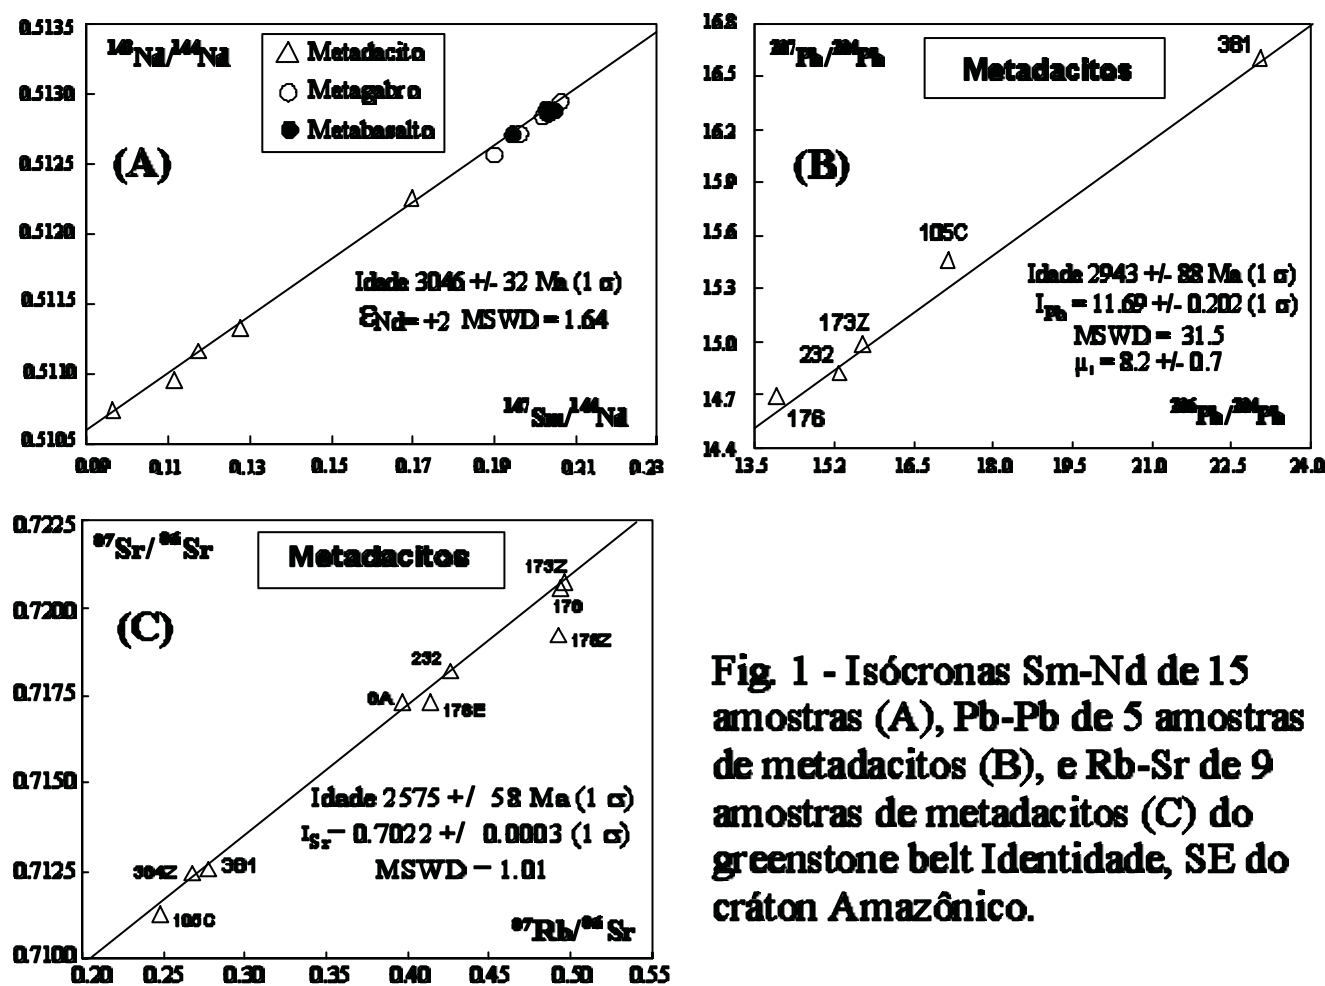 0.5135
0.5130
0.5125
0.5120
0.5115
0.5110
0.5105
143Nd/144Nd
Metadacito
Metagabro
Metabasalto
(A)
Idade 3046 +/- 32 Ma (1 σ)
εNd= +2 MSWD = 1.64
147Sm/144Nd
0.09 0.11 0.13 0.15 0.17 0.19 0.21 0.23
16.8
16.5
16.2
15.9
15.6
15.3
15.0
14.7
14.4
207Pb/204Pb
Metadacitos
381
(B)
105C
173Z
232
176
Idade 2943 +/- 88 Ma (1 σ)
IPb = 11.69 +/- 0.202 (1 σ)
MSWD = 31.5
μ1 = 8.2 +/- 0.7
206Pb/204Pb
13.5 15.2 16.5 18.0 19.5 21.0 22.5 24.0
0.7225
0.7200
0.7175
0.7150
0.7125
0.7100
87Sr/86Sr
Metadacitos
(C)
173Z
232
176E
381
105C
Idade 2575 +/ 58 Ma (1 σ)
ISr= 0.7022 +/ 0.0003 (1 σ)
MSWD = 1.01
87Rb/86Sr
0.20 0.25 0.30 0.35 0.40 0.45 0.50 0.55
Fig. 1 - Isócronas Sm-Nd de 15
amostras (A), Pb-Pb de 5 amostras
de metadacitos (B), e Rb-Sr de 9
amostras de metadacitos (C) do
greenstone belt Identidade, SE do
cráton Amazônico.